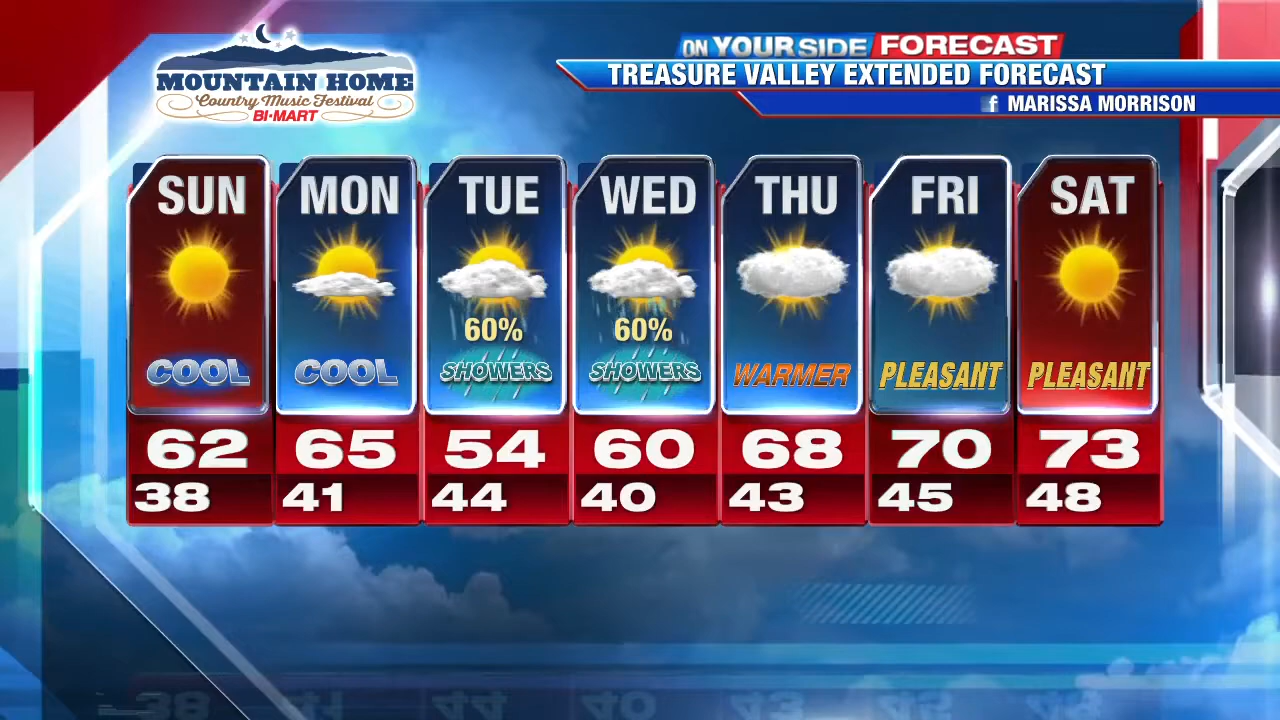 MOUNTAIN HOME
Country Music Festival
BI-MART
ON YOUR SIDE FORECAST
TREASURE VALLEY EXTENDED FORECAST
f MARISSA MORRISON
SUN MON TUE WED THU FRI SAT
60% 60%
COOL COOL SHOWERS SHOWERS WARMER PLEASANT PLEASANT
62 65 54 60 68 70 73
38 41 44 40 43 45 48